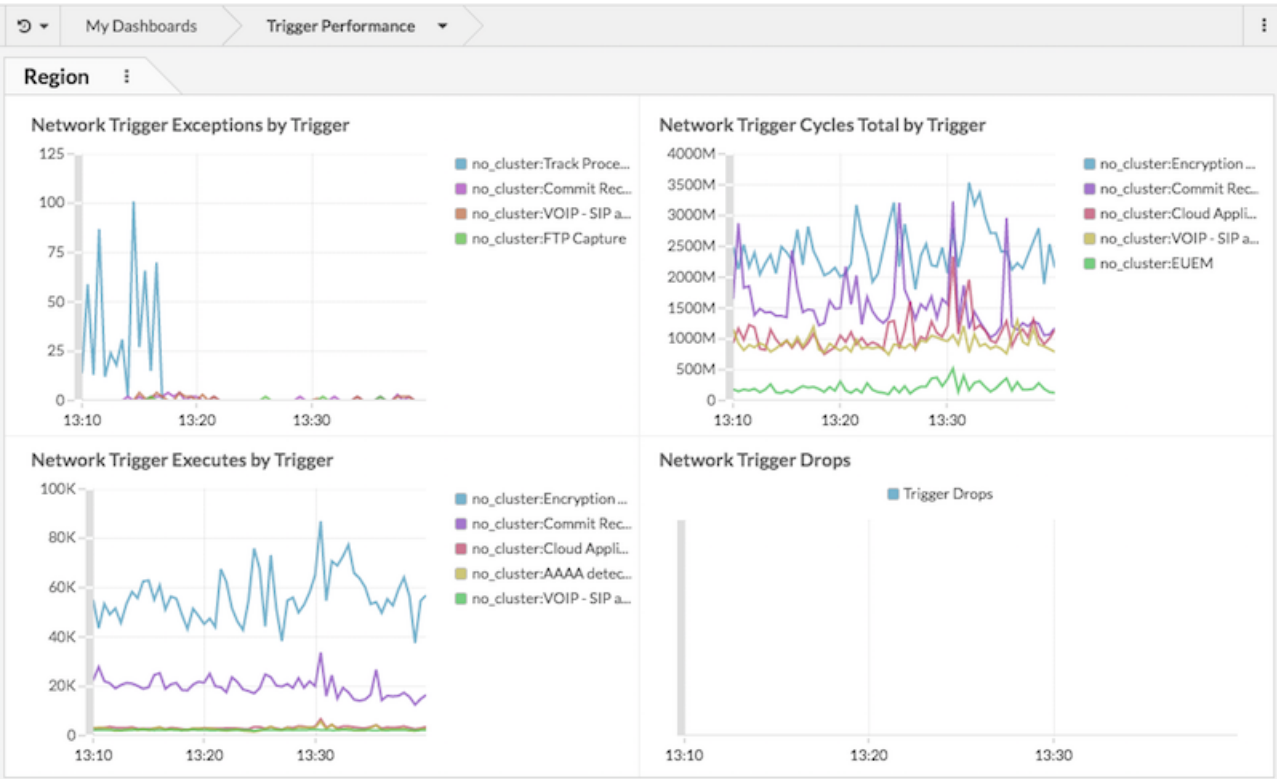 My Dashboards
Trigger Performance
Region
Network Trigger Exceptions by Trigger
125
100
75
50
25
0
13:10
13:20
13:30
no_cluster:Track Proce...
no_cluster:Commit Rec...
no_cluster:VOIP - SIP a...
no_cluster:FTP Capture
Network Trigger Cycles Total by Trigger
4000M
3500M
3000M
2500M
2000M
1500M
1000M
500M
0
13:10
13:20
13:30
no_cluster:Encryption ...
no_cluster:Commit Rec...
no_cluster:Cloud Appli...
no_cluster:VOIP - SIP a...
no_cluster:EUEM
Network Trigger Executes by Trigger
100K
80K
60K
40K
20K
0
13:10
13:20
13:30
no_cluster:Encryption ...
no_cluster:Commit Rec...
no_cluster:Cloud Appli...
no_cluster:AAAA detec...
no_cluster:VOIP - SIP a...
Network Trigger Drops
Trigger Drops
13:10
13:20
13:30